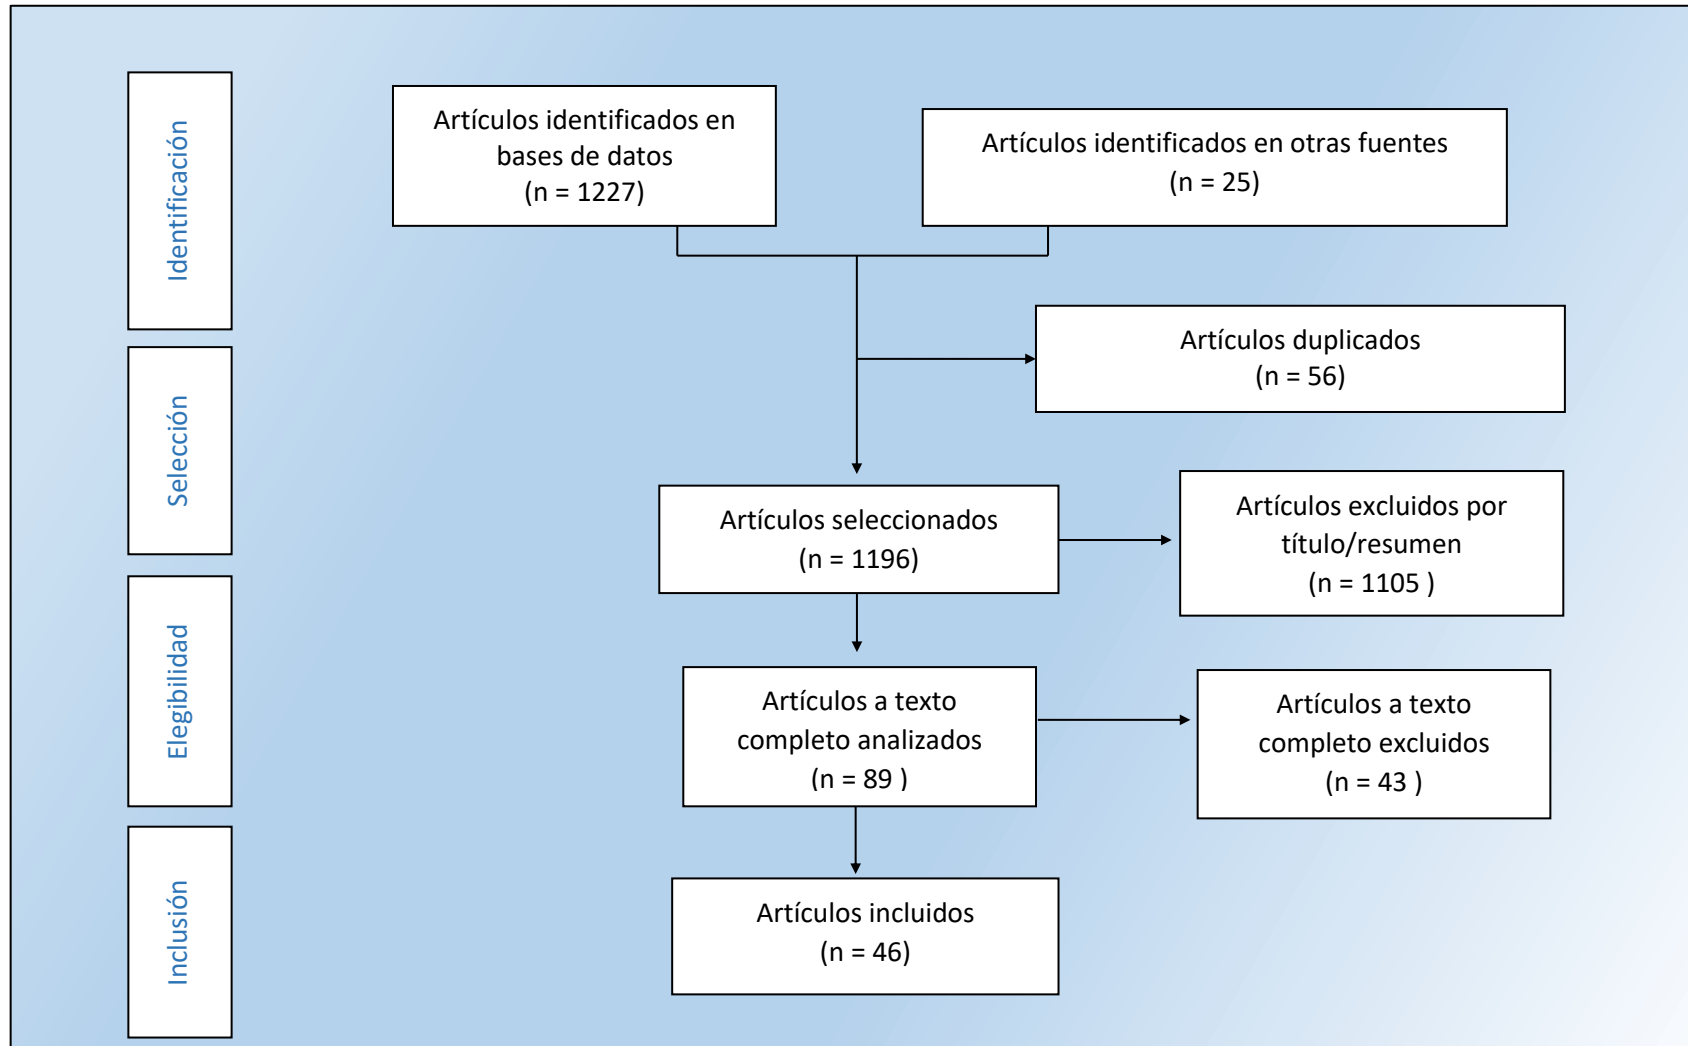 Identificación
Artículos identificados en
bases de datos
(n = 1227)
Artículos identificados en otras fuentes
(n = 25)
Artículos duplicados
(n = 56)
Selección
Artículos seleccionados
(n = 1196)
Artículos excluidos por
título/resumen
(n = 1105 )
Elegibilidad
Artículos a texto
completo analizados
(n = 89 )
Artículos a texto
completo excluidos
(n = 43 )
Inclusión
Artículos incluidos
(n = 46)